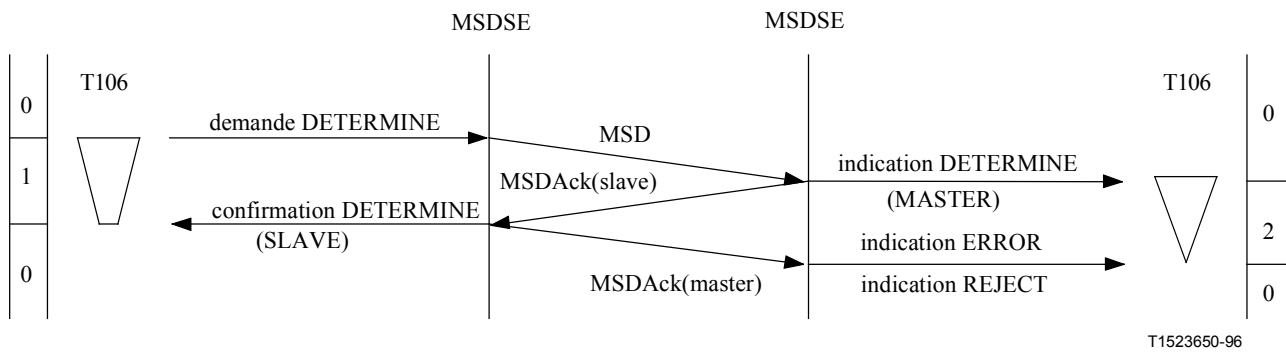 MSDSE
MSDSE
T106
T106
0
0
demande DETERMINE
MSD
indication DETERMINE
1
MSDAck(slave)
(MASTER)
confirmation DETERMINE
(SLAVE)
2
indication ERROR
0
MSDAck(master)
indication REJECT
0
T1523650-96